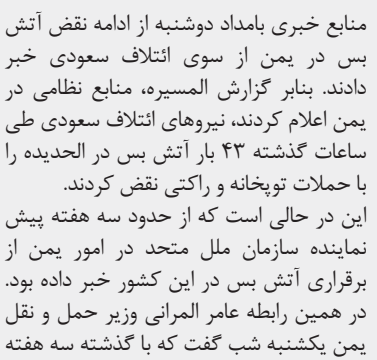 منابع خبری بامداد دوشنبه از ادامه نقض آتش
بس در یمن از سوی ائتلاف سعودی خبر
دادند. بنابر گزارش المسیره، منابع نظامی در
یمن اعلام کردند، نیروهای ائتلاف سعودی طی
ساعات گذشته ۴۳ بار آتش بس در الحدیده را
با حملات توپخانه و راکتی نقض کردند.
این در حالی است که از حدود سه هفته پیش
نماینده سازمان ملل متحد در امور یمن از
برقراری آتش بس در این کشور خبر داده بود.
در همین رابطه عامر المرانی وزیر حمل و نقل
یمن یکشنبه شب گفت که با گذشته سه هفته